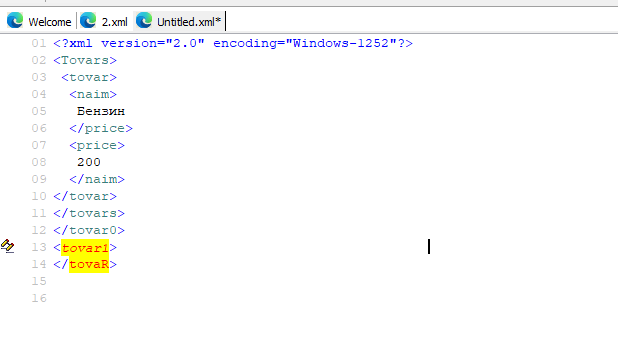 Welcome 2.xml Untitled.xml*
01 <?xml version="2.0" encoding="Windows-1252"?>
02 <Tovars>
03 <tovar>
04 <naim>
05 Бензин
06 </price>
07 <price>
08 200
09 </naim>
10 </tovar>
11 </tovars>
12 </tovar0>
13 <tovar1>
14 </tovaR>
15
16